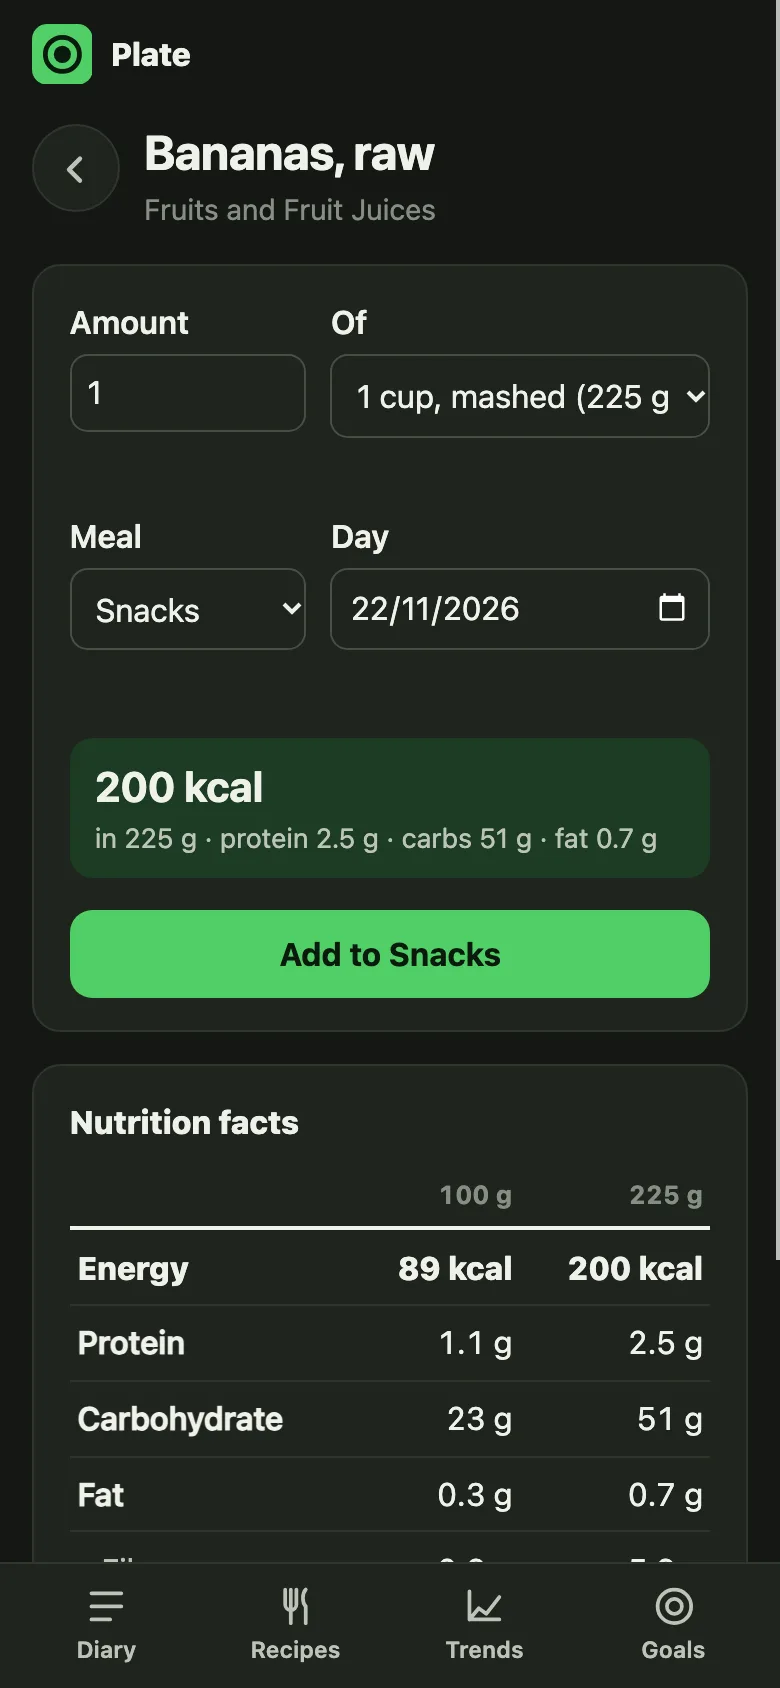 Plate
Bananas, raw
Fruits and Fruit Juices
Amount Of
1 1 cup, mashed (225 g
Meal Day
Snacks 22/11/2026
200 kcal
in 225 g · protein 2.5 g · carbs 51 g · fat 0.7 g
Add to Snacks
Nutrition facts
100 g 225 g
Energy 89 kcal 200 kcal
Protein 1.1 g 2.5 g
Carbohydrate 23 g 51 g
Fat 0.3 g 0.7 g
Diary Recipes Trends Goals